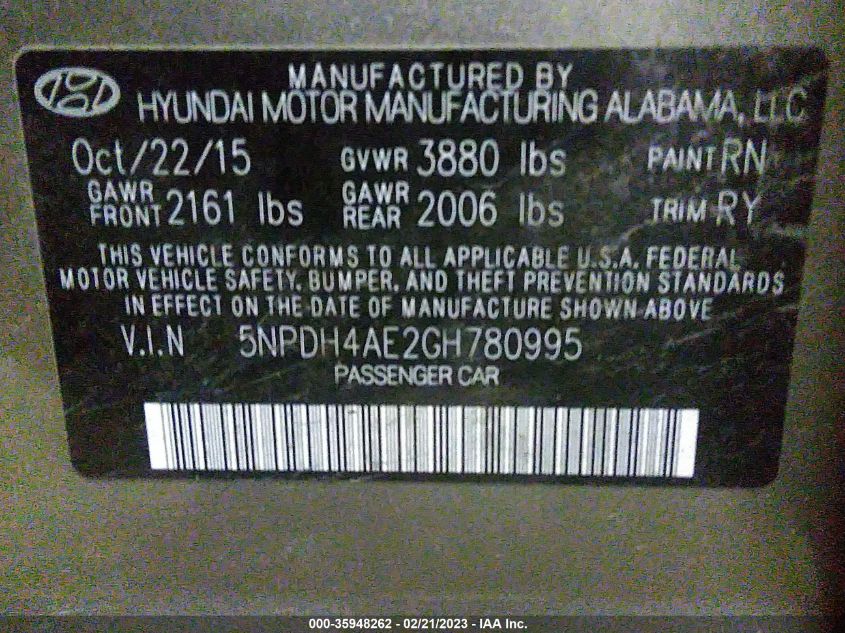 MANUFACTURED BY
HYUNDAI MOTOR MANUFACTURING ALABAMA, LLC
Oct/22/15 GVWR 3880 lbs PAINT RN
GAWR FRONT 2161 lbs GAWR REAR 2006 lbs TRIM RY
THIS VEHICLE CONFORMS TO ALL APPLICABLE U.S.A. FEDERAL
MOTOR VEHICLE SAFETY, BUMPER, AND THEFT PREVENTION STANDARDS
IN EFFECT ON THE DATE OF MANUFACTURE SHOWN ABOVE
V.I.N 5NPDH4AE2GH780995
PASSENGER CAR
000-35948262 - 02/21/2023 - IAA Inc.